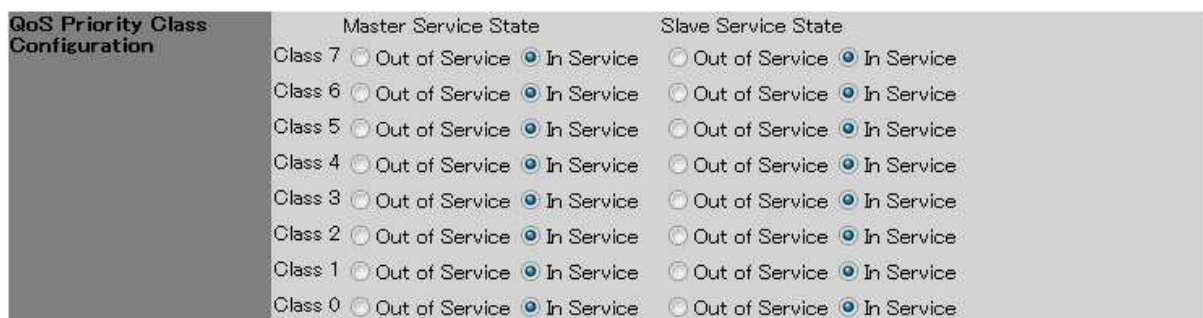 QoS Priority Class
Configuration
Master Service State Slave Service State
Class 7 Out of Service In Service Out of Service In Service
Class 6 Out of Service In Service Out of Service In Service
Class 5 Out of Service In Service Out of Service In Service
Class 4 Out of Service In Service Out of Service In Service
Class 3 Out of Service In Service Out of Service In Service
Class 2 Out of Service In Service Out of Service In Service
Class 1 Out of Service In Service Out of Service In Service
Class 0 Out of Service In Service Out of Service In Service